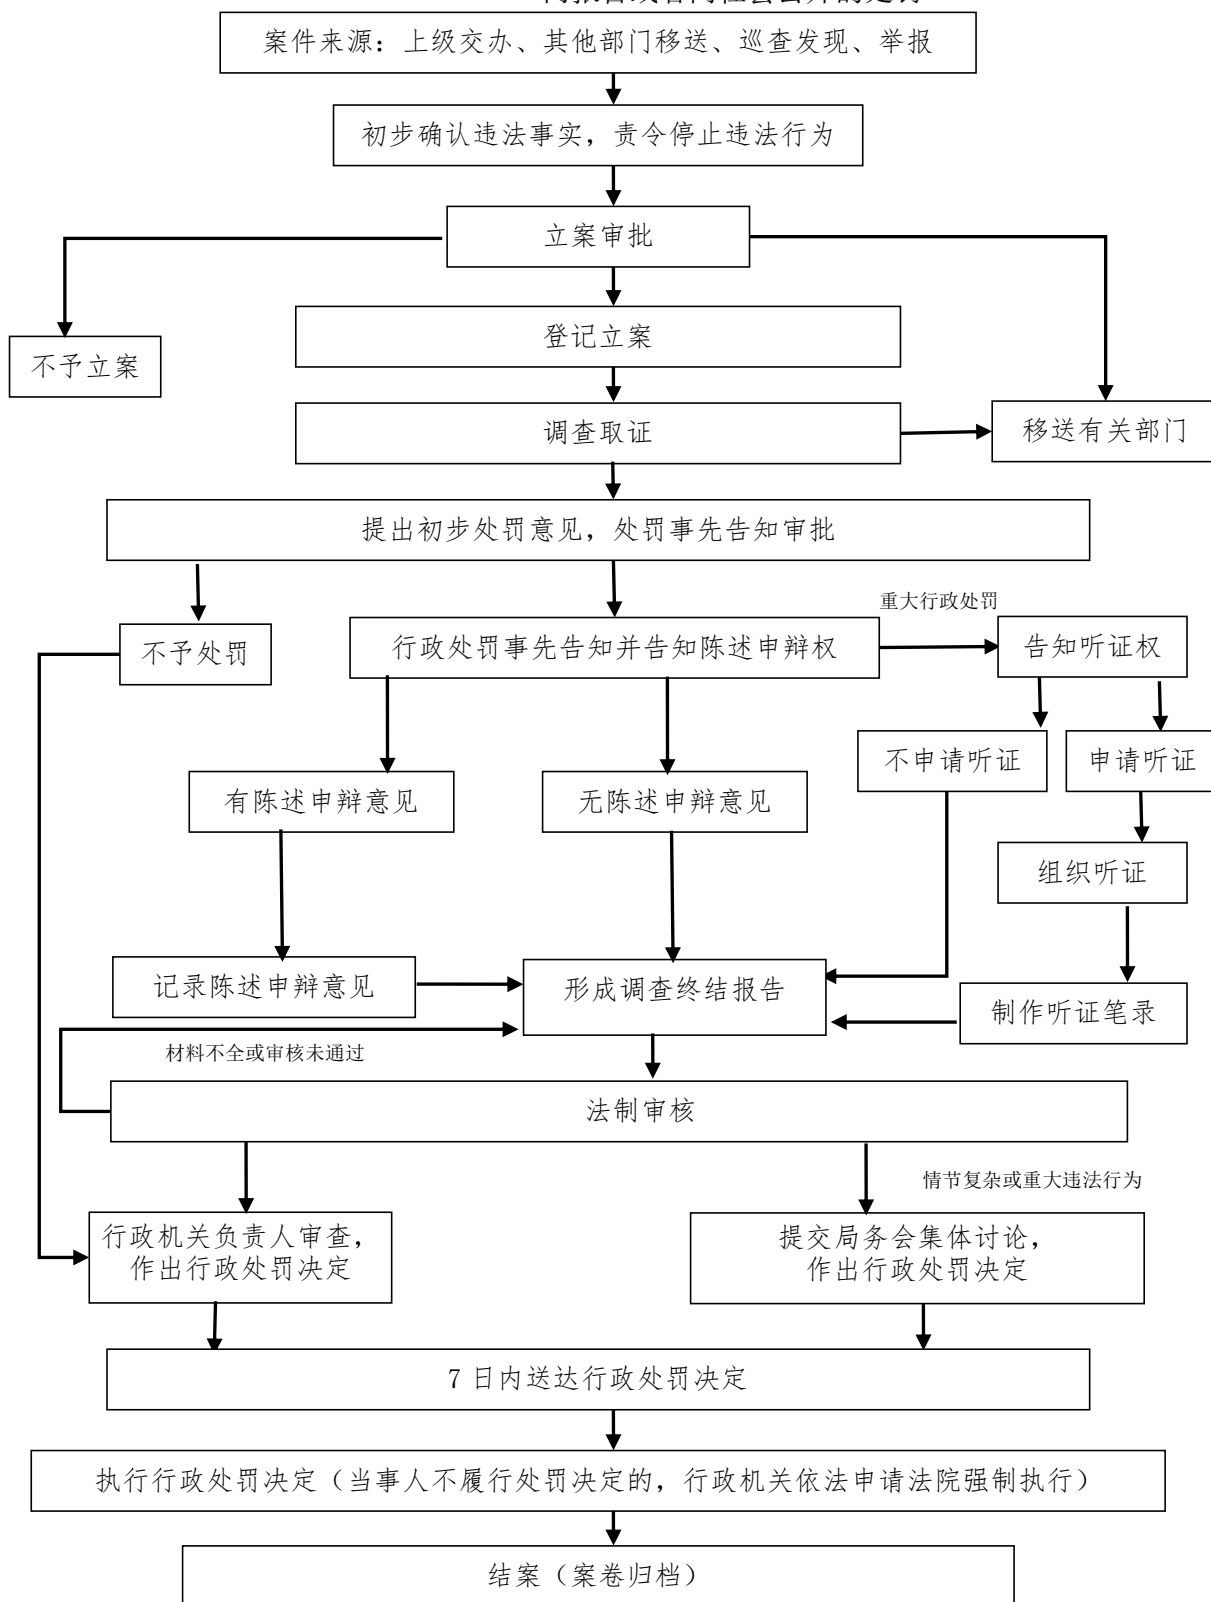 案件来源：上级交办、其他部门移送、巡查发现、举报
初步确认违法事实，责令停止违法行为
立案审批
登记立案
不予立案
调查取证
移送有关部门
提出初步处罚意见，处罚事先告知审批
重大行政处罚
不予处罚
行政处罚事先告知并告知陈述申辩权
告知听证权
不申请听证
申请听证
有陈述申辩意见
无陈述申辩意见
组织听证
记录陈述申辩意见
形成调查终结报告
制作听证笔录
材料不全或审核未通过
法制审核
情节复杂或重大违法行为
行政机关负责人审查，
作出行政处罚决定
提交局务会集体讨论，
作出行政处罚决定
7 日内送达行政处罚决定
执行行政处罚决定（当事人不履行处罚决定的，行政机关依法申请法院强制执行）
结案（案卷归档）